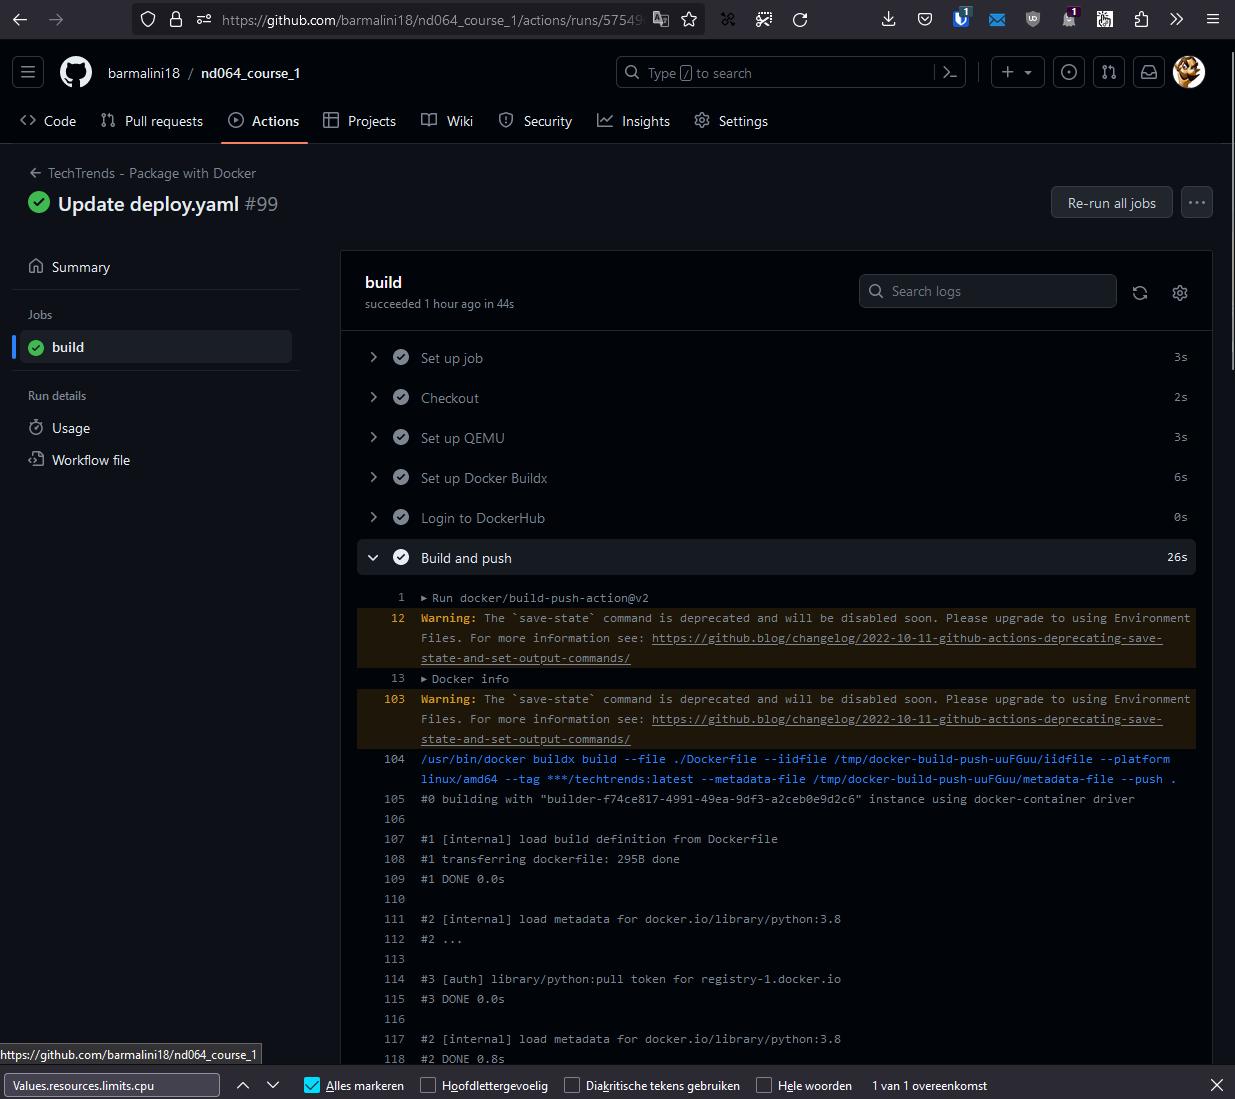 https://github.com/barmalini18/nd064_course_1/actions/runs/57549
1
1
barmalini18 / nd064_course_1
Type / to search
Code
Pull requests
Actions
Projects
Wiki
Security
Insights
Settings
TechTrends - Package with Docker
Update deploy.yaml #99
Re-run all jobs
Summary
Jobs
build
Run details
Usage
Workflow file
build
succeeded 1 hour ago in 44s
Search logs
Set up job 3s
Checkout 2s
Set up QEMU 3s
Set up Docker Buildx 6s
Login to DockerHub 0s
Build and push 26s
1 Run docker/build-push-action@v2
12 Warning: The `save-state` command is deprecated and will be disabled soon. Please upgrade to using Environment
Files. For more information see: https://github.blog/changelog/2022-10-11-github-actions-deprecating-save-
state-and-set-output-commands/
13 Docker info
103 Warning: The `save-state` command is deprecated and will be disabled soon. Please upgrade to using Environment
Files. For more information see: https://github.blog/changelog/2022-10-11-github-actions-deprecating-save-
state-and-set-output-commands/
104 /usr/bin/docker buildx build --file ./Dockerfile --iidfile /tmp/docker-build-push-uuFGuu/iidfile --platform
linux/amd64 --tag ***/techtrends:latest --metadata-file /tmp/docker-build-push-uuFGuu/metadata-file --push .
105 #0 building with "builder-f74ce817-4991-49ea-9df3-a2ceb0e9d2c6" instance using docker-container driver
106
107 #1 [internal] load build definition from Dockerfile
108 #1 transferring dockerfile: 295B done
109 #1 DONE 0.0s
110
111 #2 [internal] load metadata for docker.io/library/python:3.8
112 #2 ...
113
114 #3 [auth] library/python:pull token for registry-1.docker.io
115 #3 DONE 0.0s
116
117 #2 [internal] load metadata for docker.io/library/python:3.8
118 #2 DONE 0.8s
https://github.com/barmalini18/nd064_course_1
Values.resources.limits.cpu
Alles markeren
Hoofdlettergevoelig
Diakritische tekens gebruiken
Hele woorden
1 van 1 overeenkomst